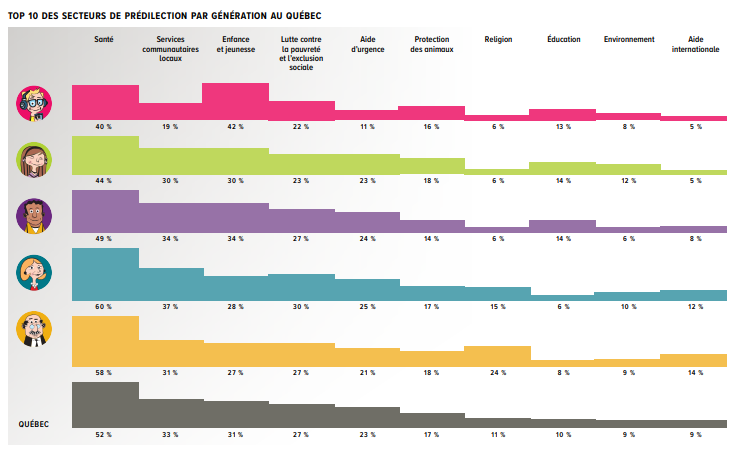 TOP 10 DES SECTEURS DE PRÉDILECTION PAR GÉNÉRATION AU QUÉBEC
Santé
Services
communautaires
locaux
Enfance
et jeunesse
Lutte contre
la pauvreté
et l'exclusion
sociale
Aide
d'urgence
Protection
des animaux
Religion
Éducation
Environnement
Aide
internationale
40 % 19 % 42 % 22 % 11 % 16 % 6 % 13 % 8 % 5 %
44 % 30 % 30 % 23 % 23 % 18 % 6 % 14 % 12 % 5 %
49 % 34 % 34 % 27 % 24 % 14 % 6 % 14 % 6 % 8 %
60 % 37 % 28 % 30 % 25 % 17 % 15 % 6 % 10 % 12 %
58 % 31 % 27 % 27 % 21 % 18 % 24 % 8 % 9 % 14 %
QUÉBEC
52 % 33 % 31 % 27 % 23 % 17 % 11 % 10 % 9 % 9 %